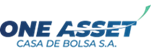 ONE ASSET
CASA DE BOLSA S.A.